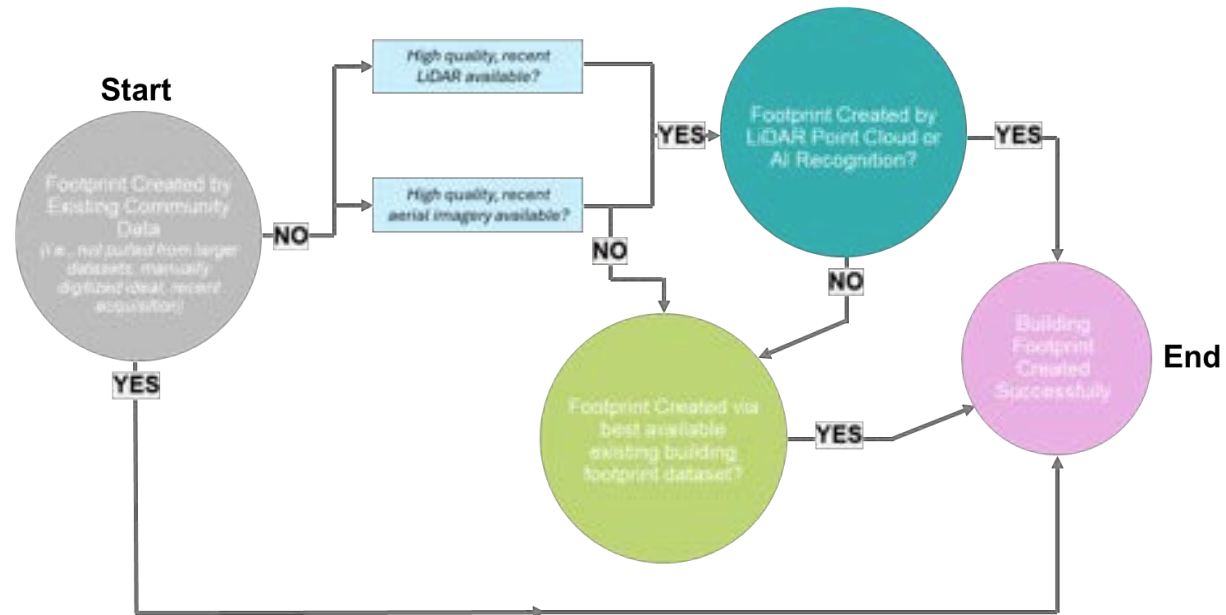 Start
Footprint Created by
Existing Community
Data
(i.e., not pulled from larger
datasets, manually
digitized ideal, recent
acquisition)
NO
YES
High quality, recent
LiDAR available?
High quality, recent
aerial imagery available?
YES
NO
Footprint Created by
LiDAR Point Cloud or
AI Recognition?
YES
NO
Footprint Created via
best available
existing building
footprint dataset?
YES
Building
Footprint
Created
Successfully
End